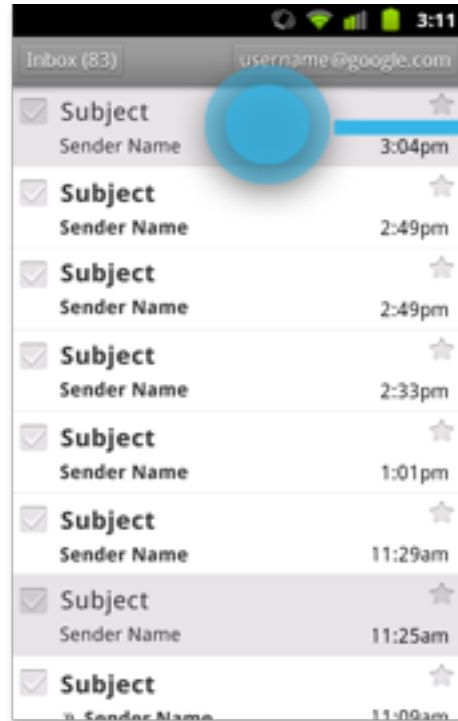 3:11
Inbox (83) username@google.com
Subject
Sender Name 3:04pm
Subject
Sender Name 2:49pm
Subject
Sender Name 2:49pm
Subject
Sender Name 2:33pm
Subject
Sender Name 1:01pm
Subject
Sender Name 11:29am
Subject
Sender Name 11:25am
Subject
» Sender Name 11:09am